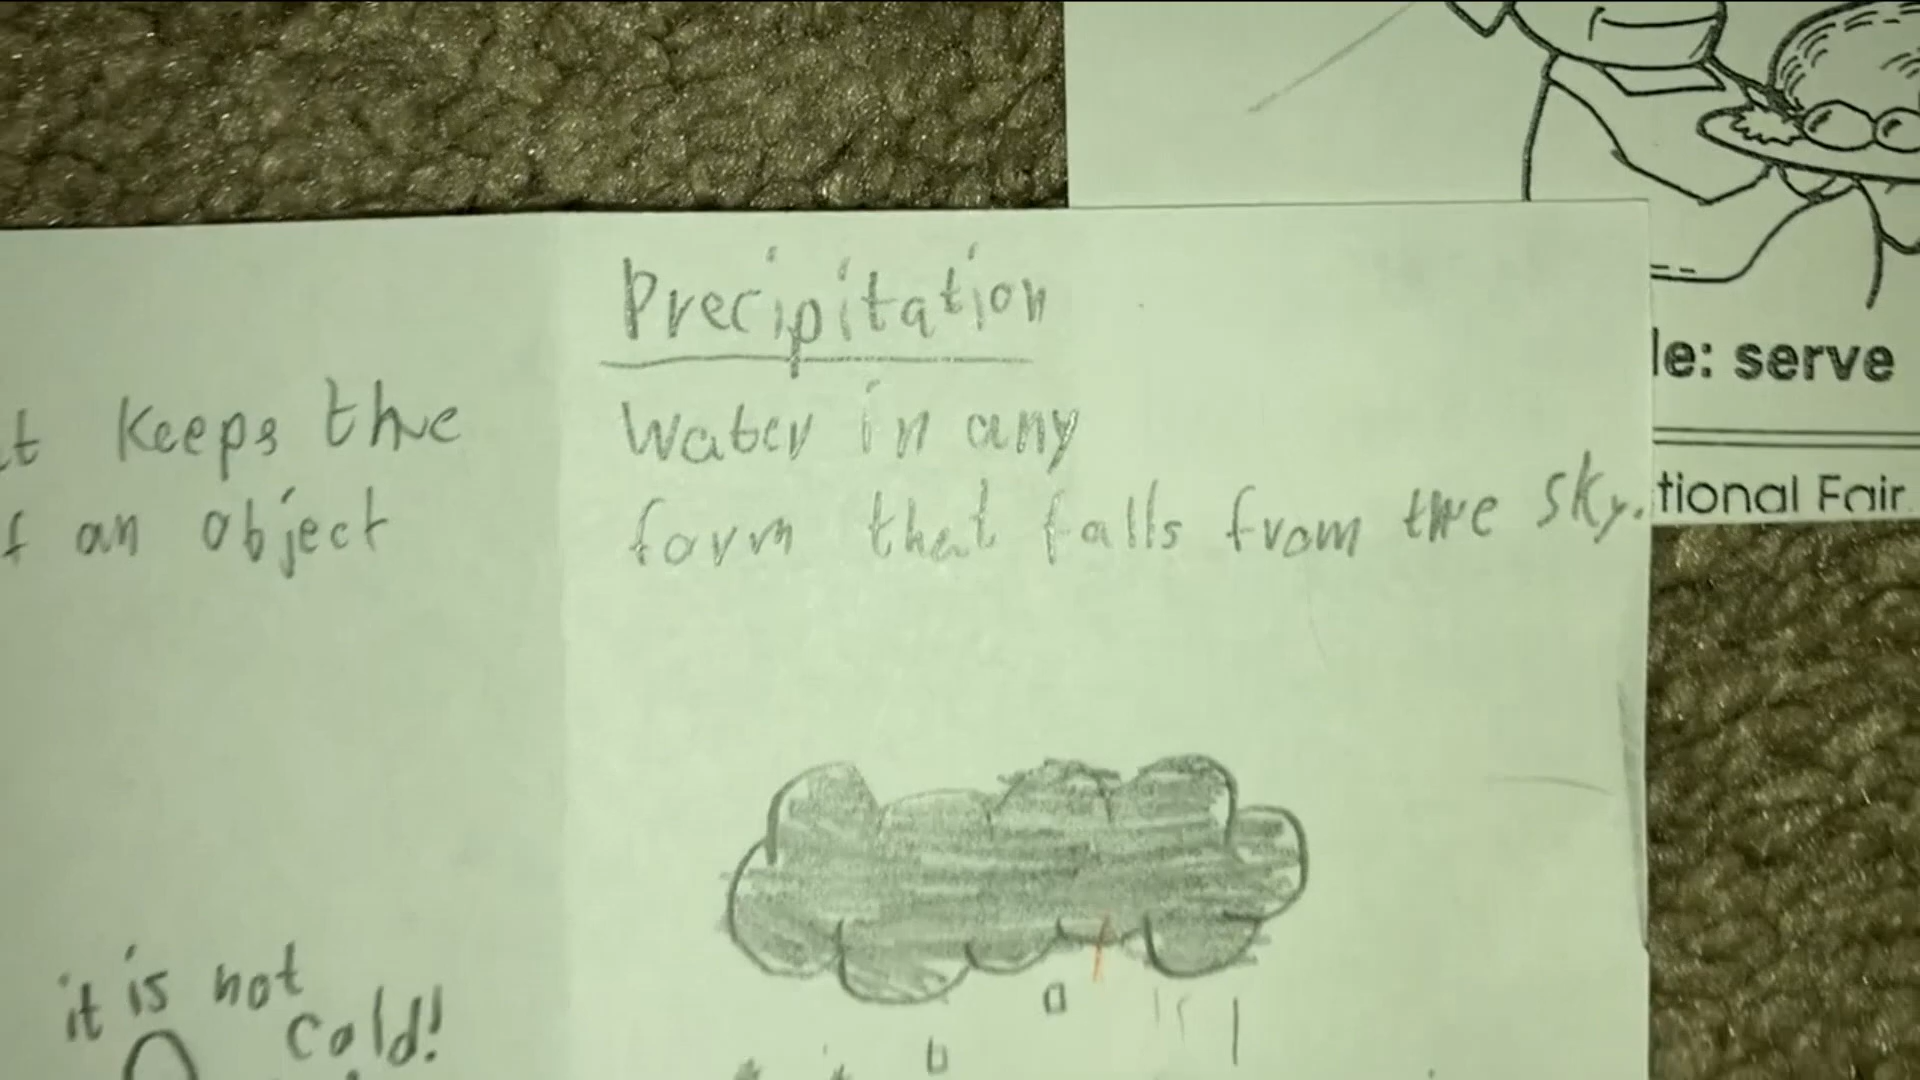 Precipitation
Water in any
form that falls from the sky.
t keeps the
f an object
it is not
cold!
le: serve
tional Fair
a
b